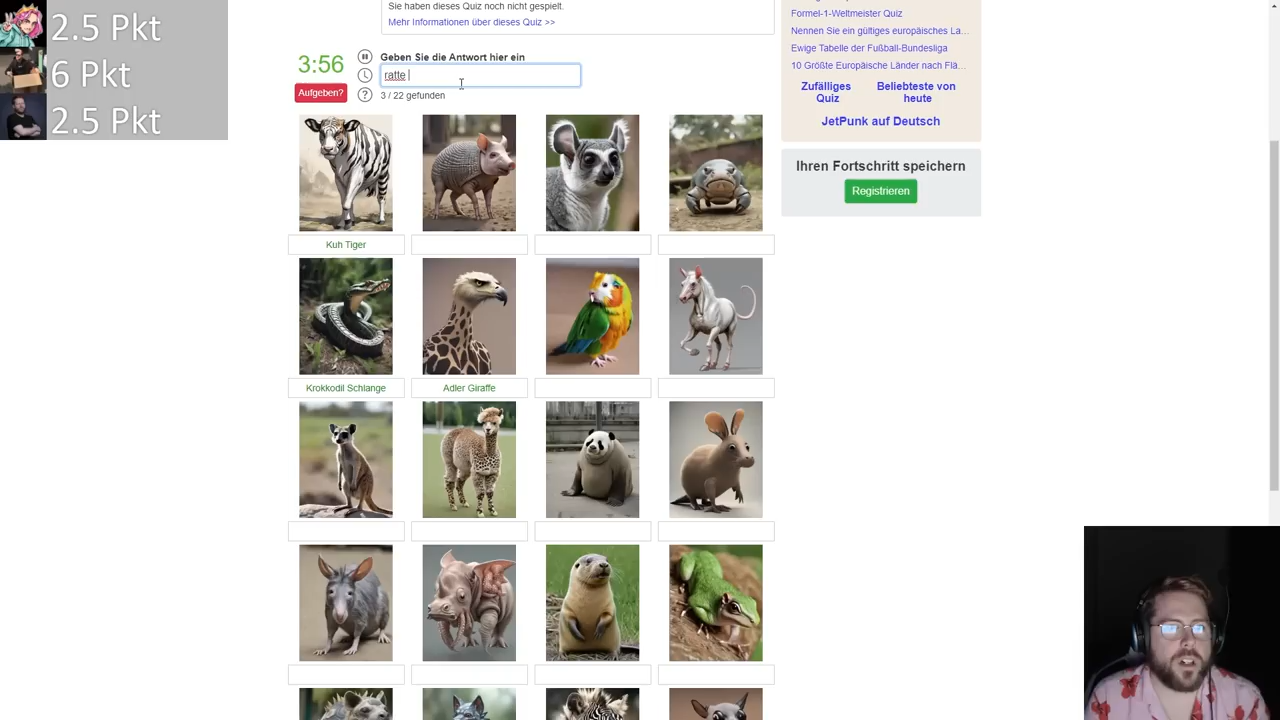 2.5 Pkt
6 Pkt
2.5 Pkt
Sie haben dieses Quiz noch nicht gespielt.
Mehr Informationen über dieses Quiz >>
3:56
Aufgeben?
Geben Sie die Antwort hier ein
ratte
?
3 / 22 gefunden
Kuh Tiger
Krokkodil Schlange
Adler Giraffe
Formel-1-Weltmeister Quiz
Nennen Sie ein gültiges europäisches La...
Ewige Tabelle der Fußball-Bundesliga
10 Größte Europäische Länder nach Flä...
Zufälliges Quiz
Beliebteste von heute
JetPunk auf Deutsch
Ihren Fortschritt speichern
Registrieren